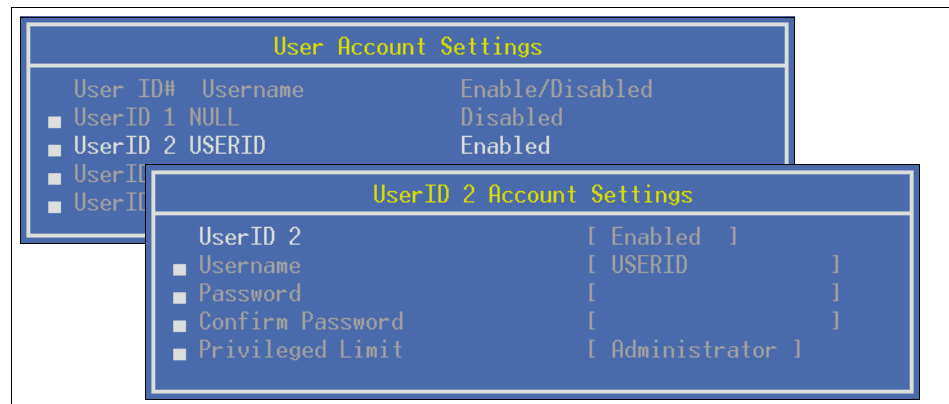 User Account Settings
User ID# Username Enable/Disabled
UserID 1 NULL Disabled
UserID 2 USERID Enabled
UserID 2 Account Settings
UserID 2 [ Enabled ]
Username [ USERID ]
Password [ ]
Confirm Password [ ]
Privileged Limit [ Administrator ]